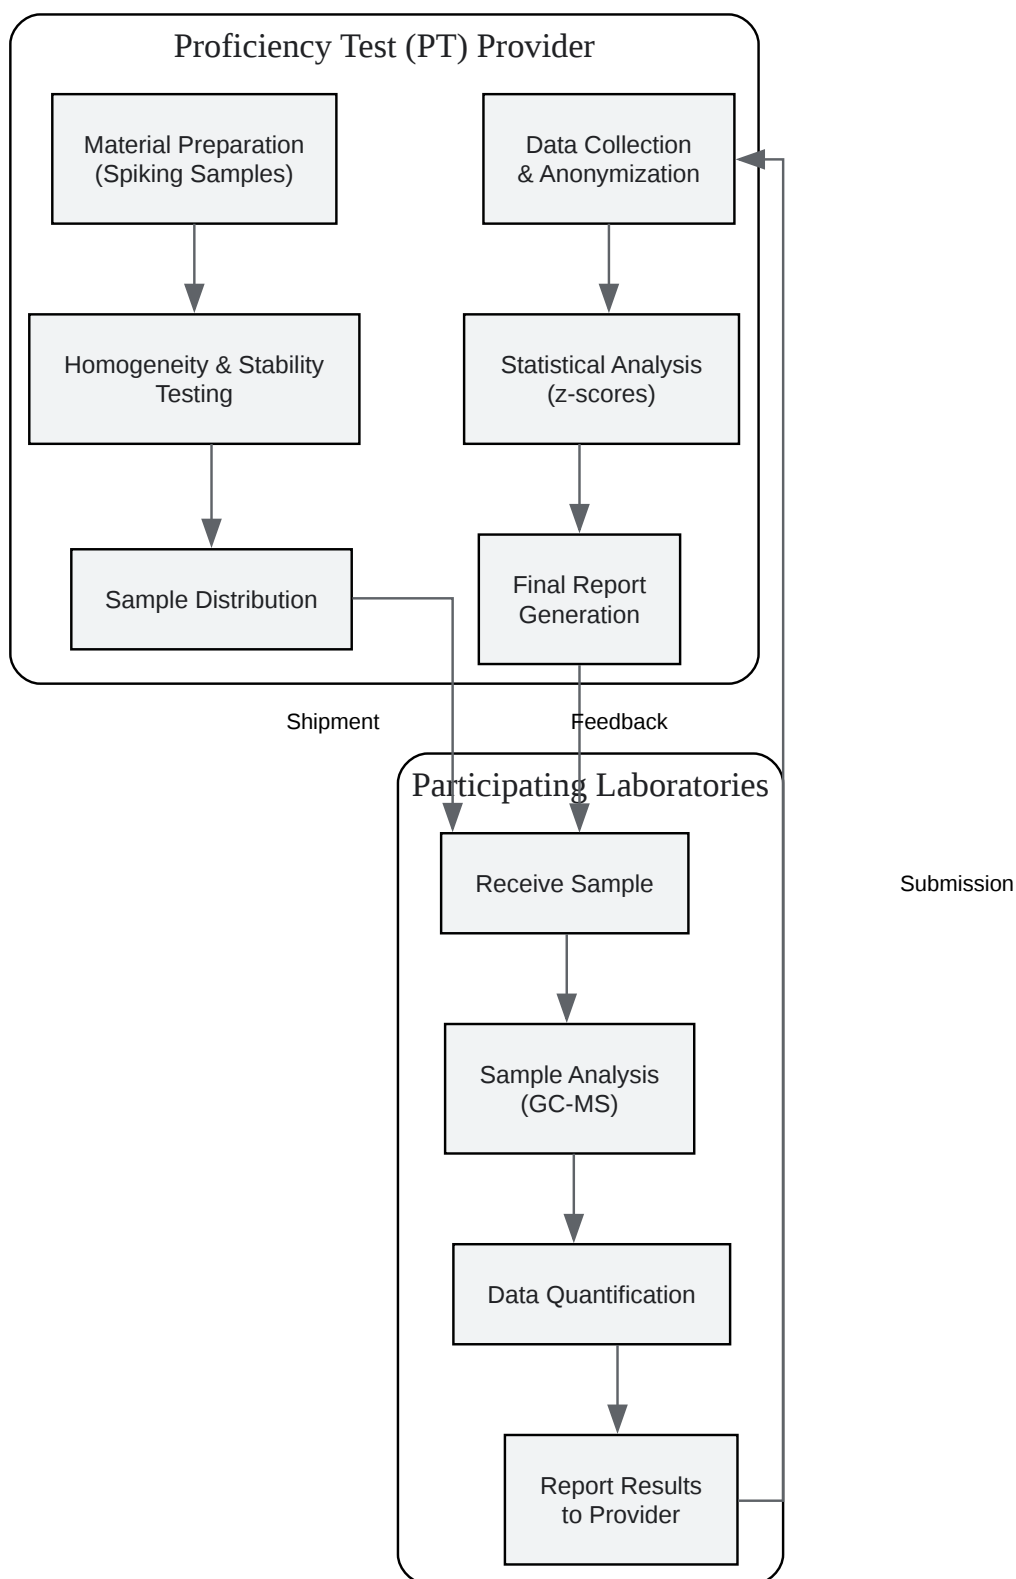 Proficiency Test (PT) Provider
Material Preparation
(Spiking Samples)
Data Collection
& Anonymization
Homogeneity & Stability
Testing
Statistical Analysis
(z-scores)
Sample Distribution
Final Report
Generation
Shipment
Feedback
Participating Laboratories
Receive Sample
Submission
Sample Analysis
(GC-MS)
Data Quantification
Report Results
to Provider